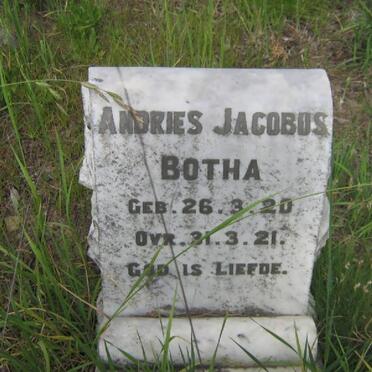 ANDRIES JACOBUS
BOTHA
GEB. 26. 3. 20
OVR. 31. 3. 21.
GOD IS LIEFDE.